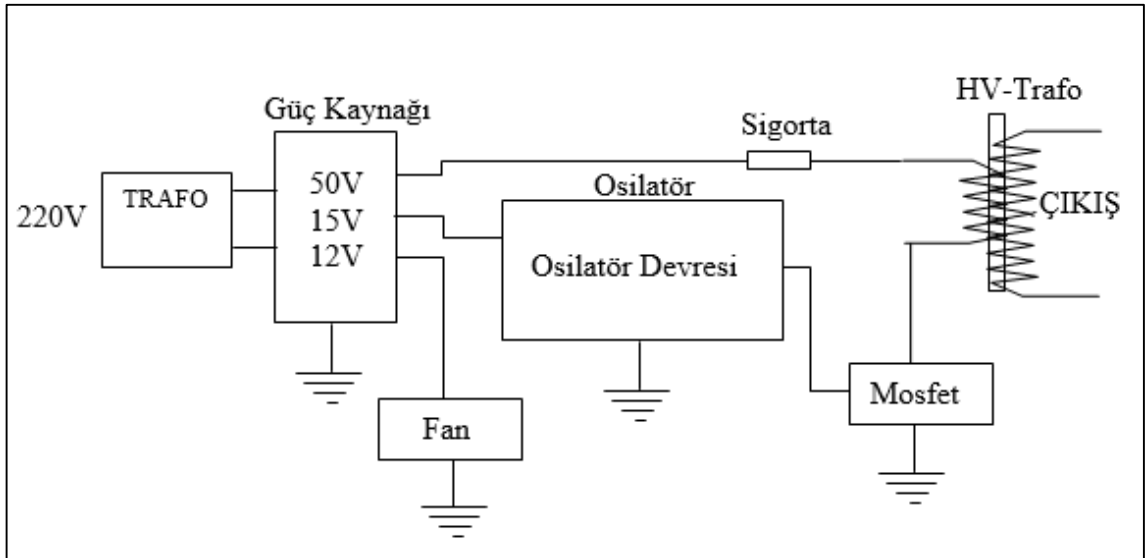 HV-Trafo
Güç Kaynağı
Sigorta
Osilatör
220V
TRAFO
50V
15V
12V
ÇIKIŞ
Osilatör Devresi
Mosfet
Fan